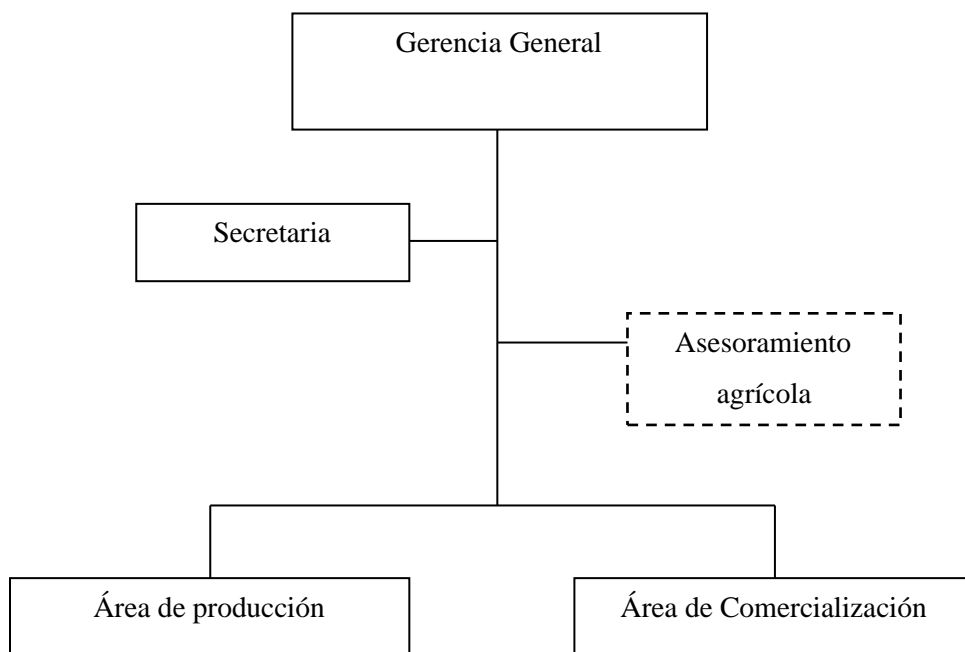 Gerencia General
Secretaria
Asesoramiento
agrícola
Área de producción
Área de Comercialización